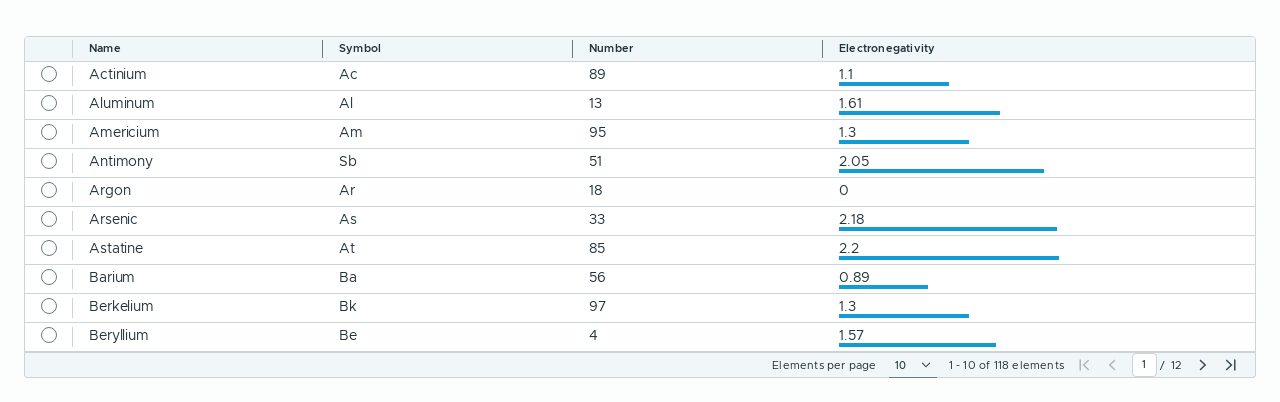 Name Symbol Number Electronegativity
Actinium Ac 89 1.1
Aluminum Al 13 1.61
Americium Am 95 1.3
Antimony Sb 51 2.05
Argon Ar 18 0
Arsenic As 33 2.18
Astatine At 85 2.2
Barium Ba 56 0.89
Berkelium Bk 97 1.3
Beryllium Be 4 1.57
Elements per page 10 1 - 10 of 118 elements 1 / 12